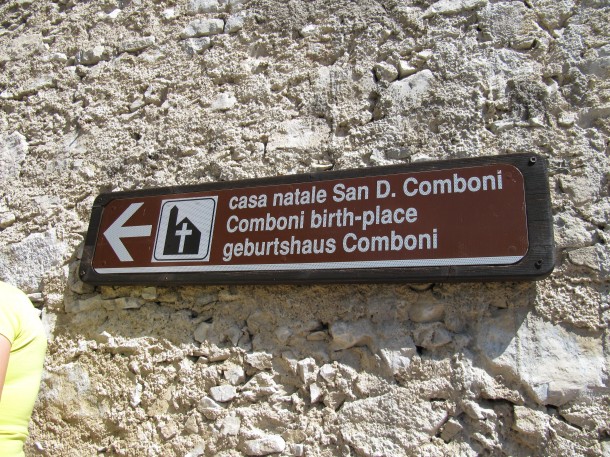 casa natale San D. Comboni
Comboni birth-place
geburtshaus Comboni